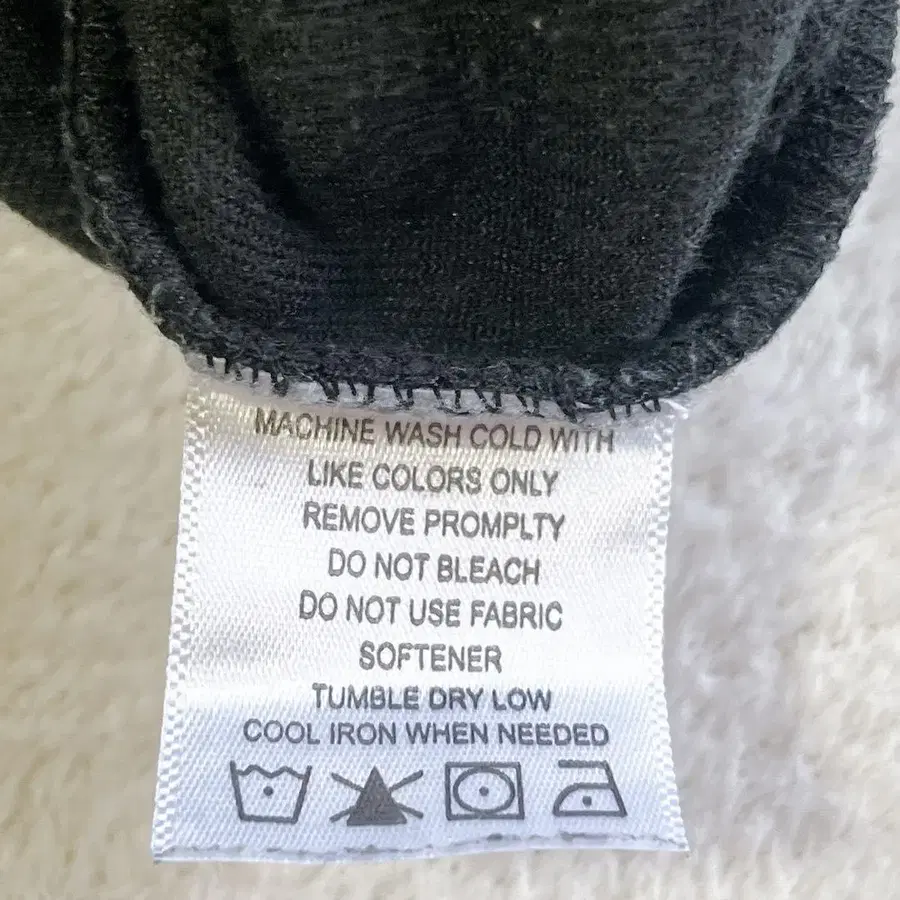 MACHINE WASH COLD WITH
LIKE COLORS ONLY
REMOVE PROMPLTY
DO NOT BLEACH
DO NOT USE FABRIC
SOFTENER
TUMBLE DRY LOW
COOL IRON WHEN NEEDED